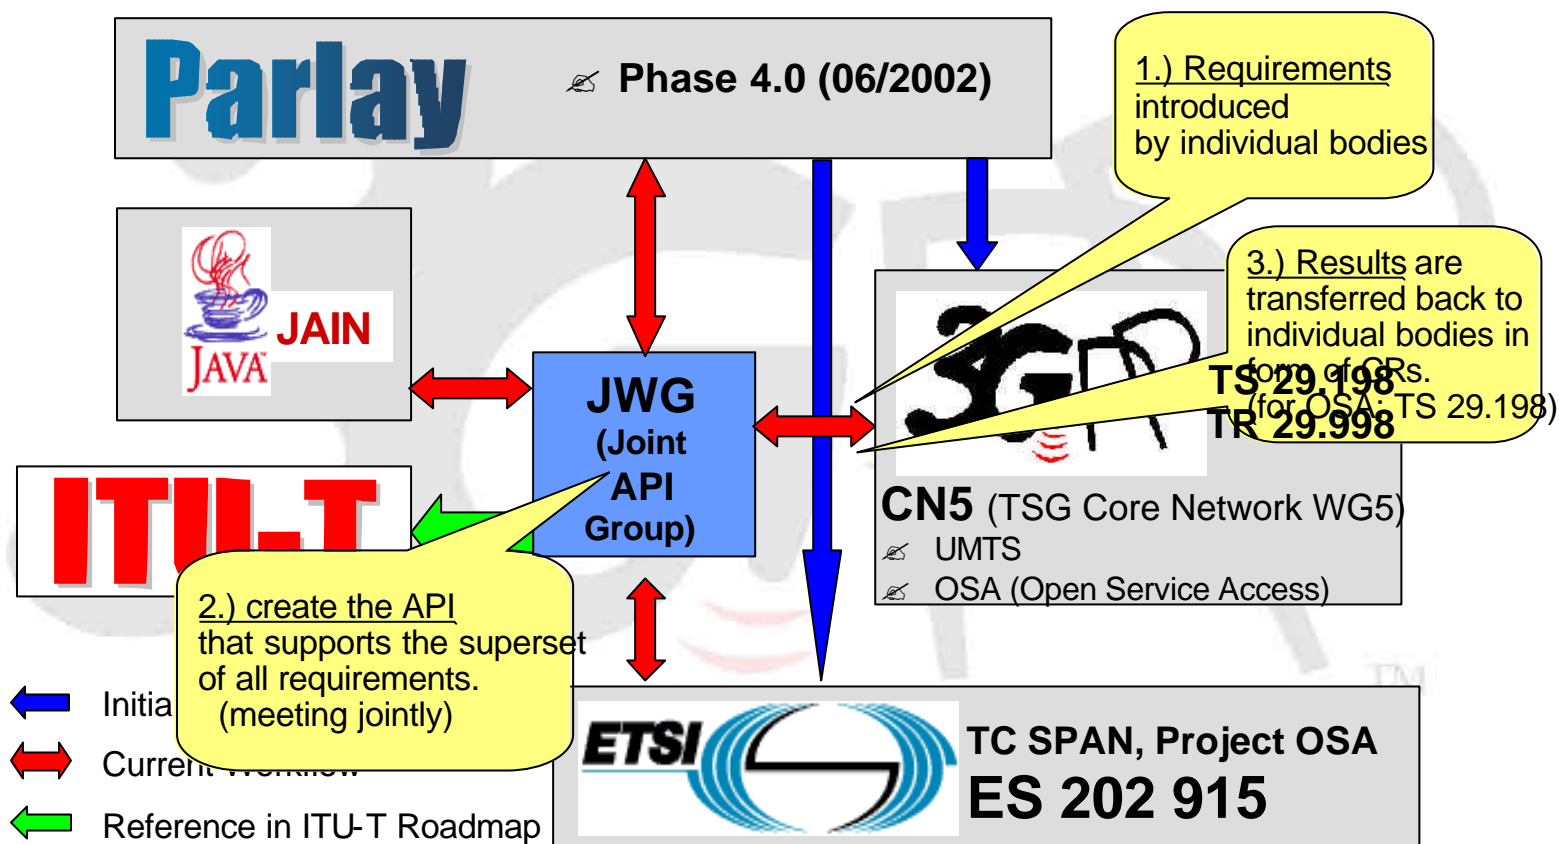 Parlay
Phase 4.0 (06/2002)
1.) Requirements
introduced
by individual bodies
JAVA™
JAIN
3.) Results are
transferred back to
individual bodies in
form of CRs.
(for OSA: TS 29.198)
3GPP
TS 29.198
TR 29.998
JWG
(Joint
API
Group)
CN5 (TSG Core Network WG5)
UMTS
OSA (Open Service Access)
ITU-T
2.) create the API
that supports the superset
of all requirements.
(meeting jointly)
Initia
Current Workflow
Reference in ITU-T Roadmap
ETSI
TC SPAN, Project OSA
ES 202 915
TM